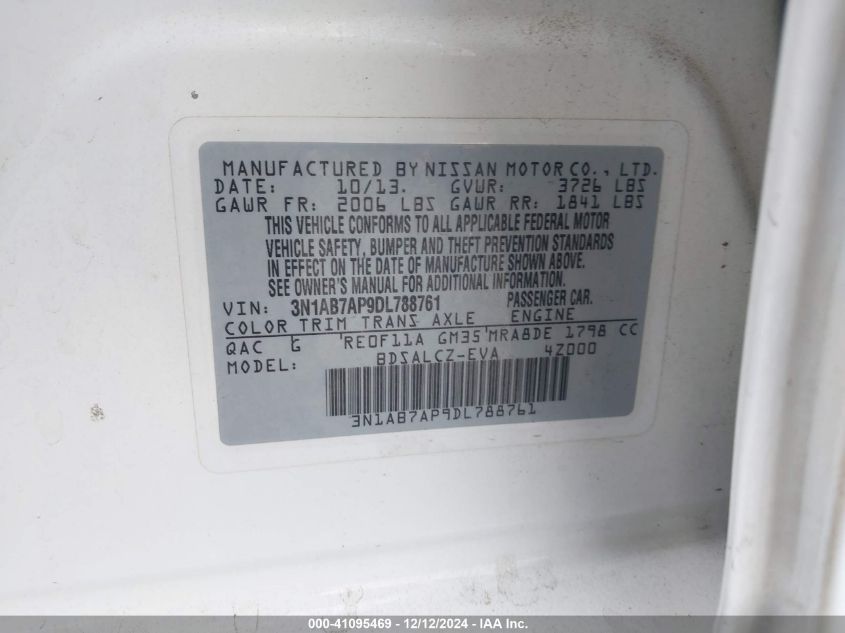 MANUFACTURED BY NISSAN MOTOR CO., LTD.
DATE: 10/13. GVWR: 3726 LBS
GAWR FR: 2006 LBS GAWR RR: 1841 LBS
THIS VEHICLE CONFORMS TO ALL APPLICABLE FEDERAL MOTOR
VEHICLE SAFETY, BUMPER AND THEFT PREVENTION STANDARDS
IN EFFECT ON THE DATE OF MANUFACTURE SHOWN ABOVE.
SEE OWNER'S MANUAL FOR ADDITIONAL INFORMATION.
VIN: 3N1AB7AP9DL788761 PASSENGER CAR.
COLOR TRIM TRANS AXLE ENGINE
QAC G 'RE0F11A GM35'MRA8DE 1798 CC
MODEL: BDSALCZ-EVA 4Z000
3N1AB7AP9DL788761
000-41095469 - 12/12/2024 - IAA Inc.